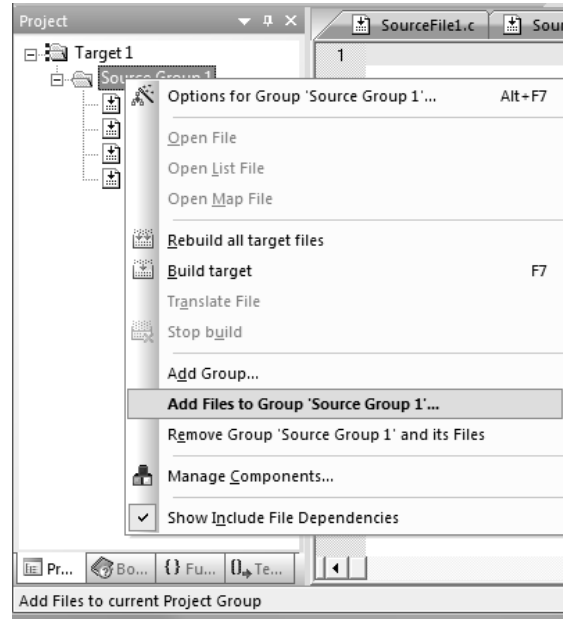 Project
SourceFile1.c
Sour
Target 1
1
Source Group 1
Options for Group 'Source Group 1'... Alt+F7
Open File
Open List File
Open Map File
Rebuild all target files
Build target F7
Translate File
Stop build
Add Group...
Add Files to Group 'Source Group 1'...
Remove Group 'Source Group 1' and its Files
Manage Components...
Show Include File Dependencies
Pr... Bo... {} Fu... Te...
Add Files to current Project Group